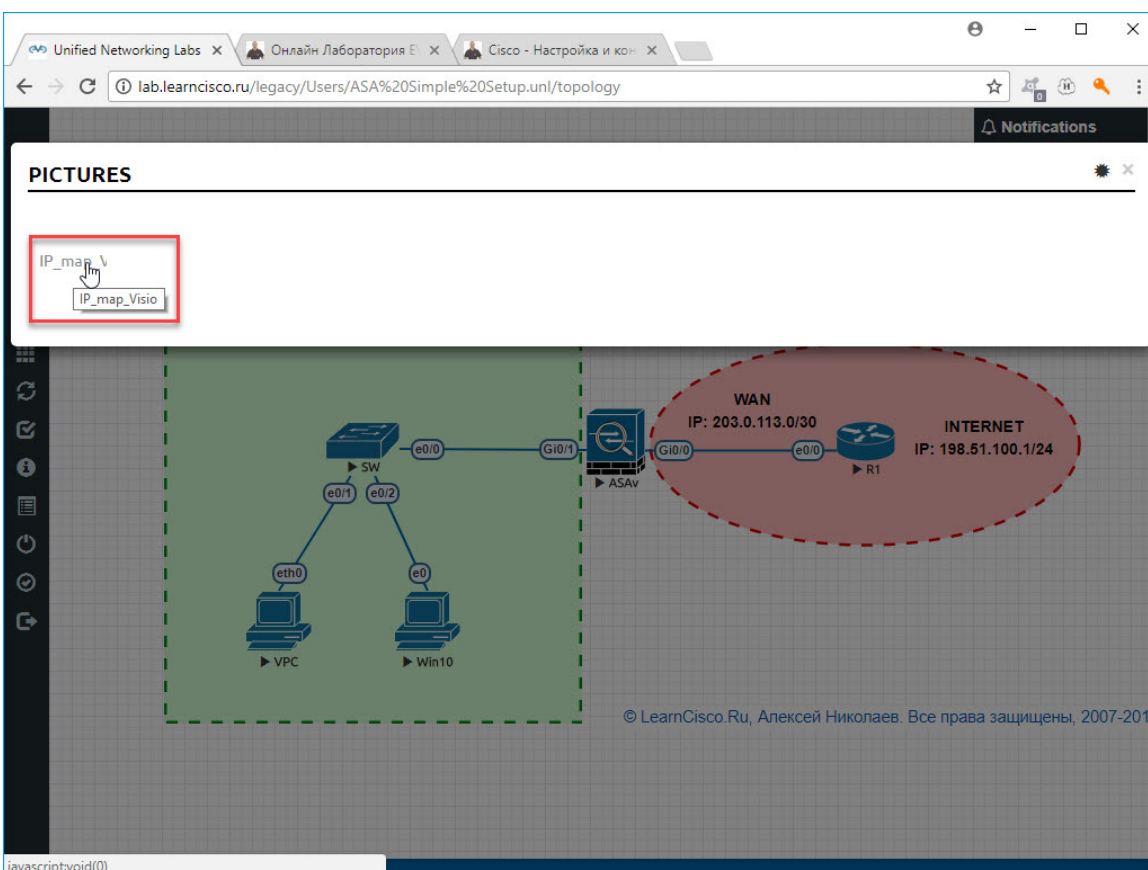 Unified Networking Labs
Онлайн Лаборатория E
Cisco - Настройка и кон
lab.learncisco.ru/legacy/Users/ASA%20Simple%20Setup.unl/topology
0
Notifications
PICTURES
IP_map_V
IP_map_Visio
WAN
IP: 203.0.113.0/30
INTERNET
IP: 198.51.100.1/24
e0/0
Gi0/1
Gi0/0
e0/0
SW
R1
ASAv
e0/1
e0/2
eth0
e0
VPC
Win10
© LearnCisco.Ru, Алексей Николаев. Все права защищены, 2007-201
javascript:void(0)